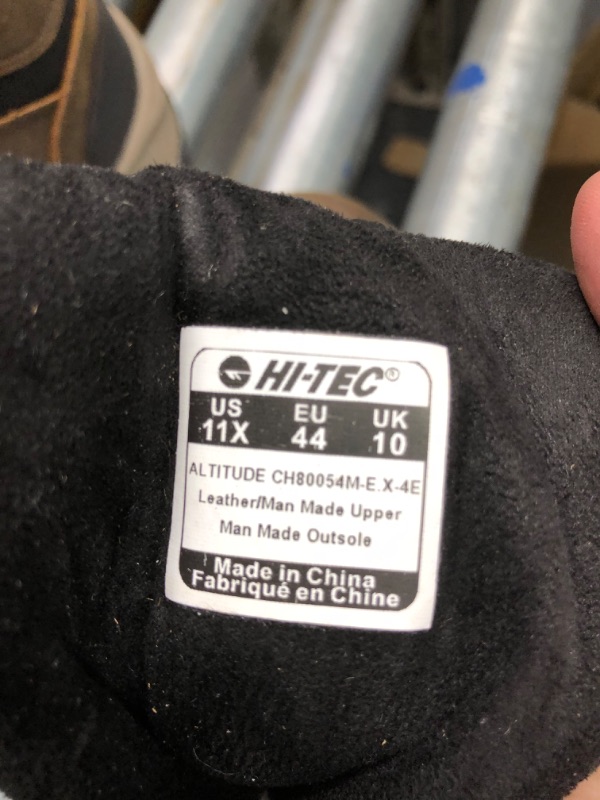 HI-TEC®
US EU UK
11X 44 10
ALTITUDE CH80054M-E.X-4E
Leather/Man Made Upper
Man Made Outsole
Made in China
Fabriqué en Chine